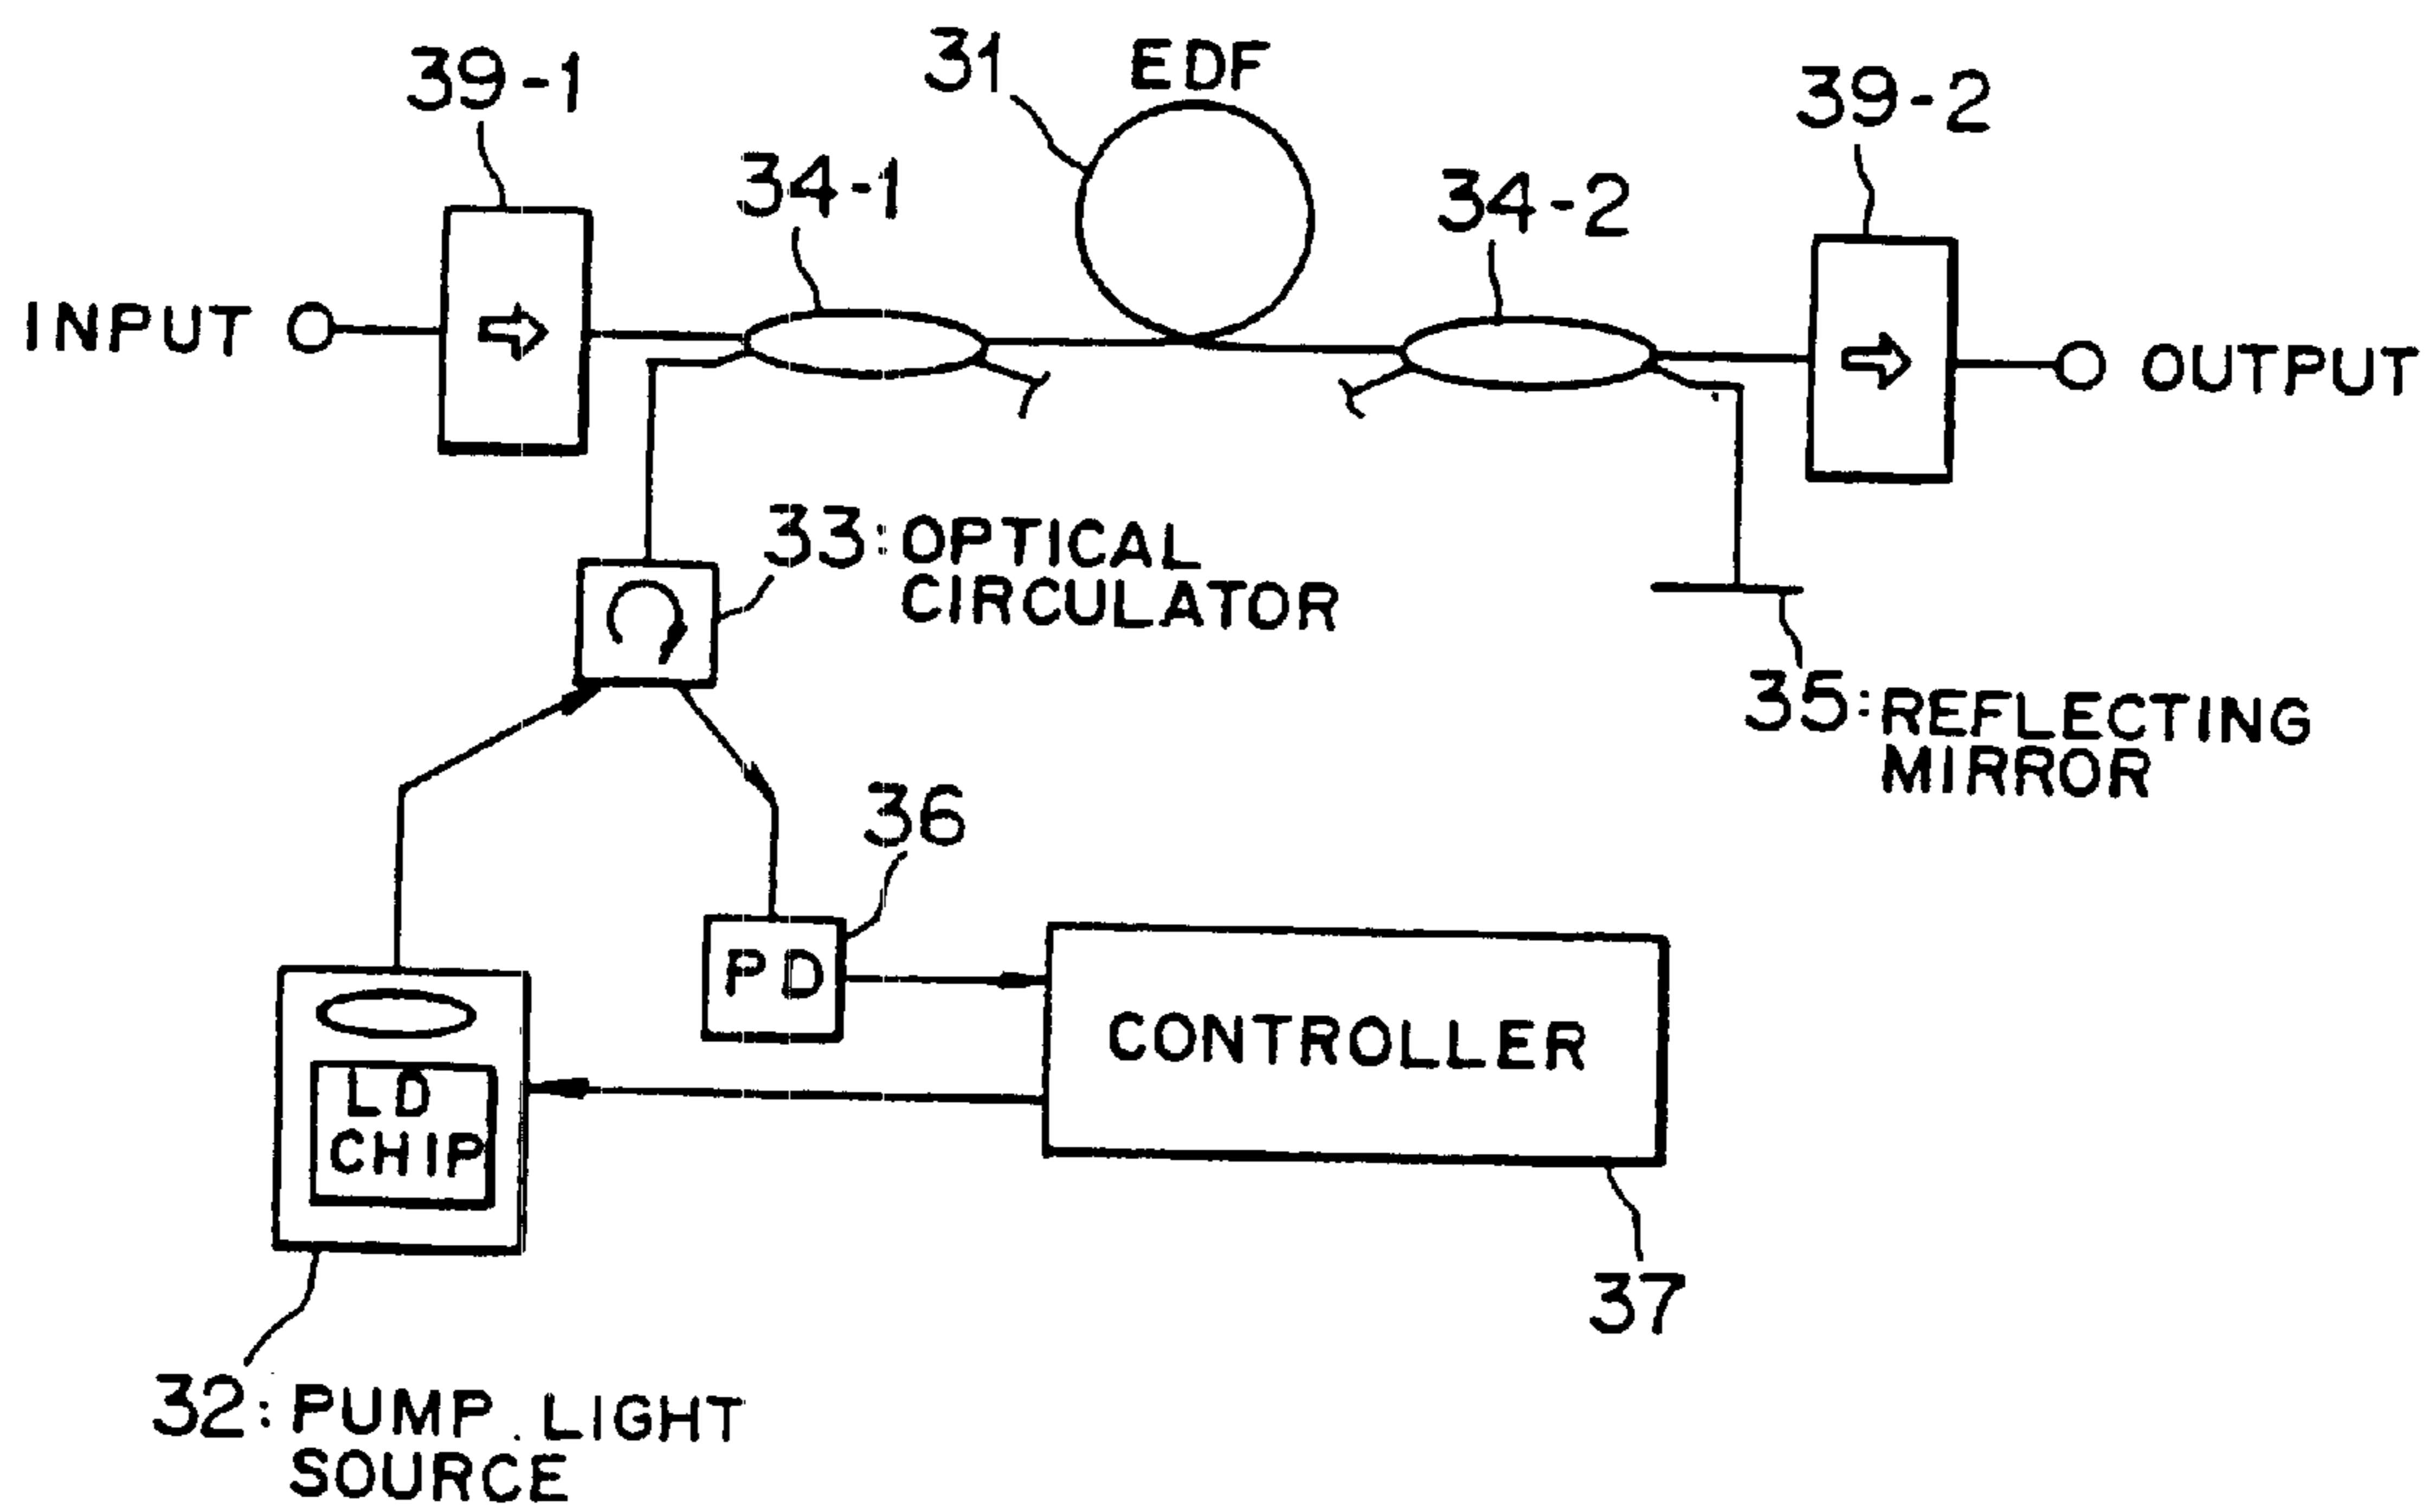 39-1
31
EDF
39-2
34-1
34-2
INPUT
OUTPUT
33:OPTICAL
CIRCULATOR
35:REFLECTING
MIRROR
36
PD
CONTROLLER
LD
CHIP
37
32:PUMP LIGHT
SOURCE